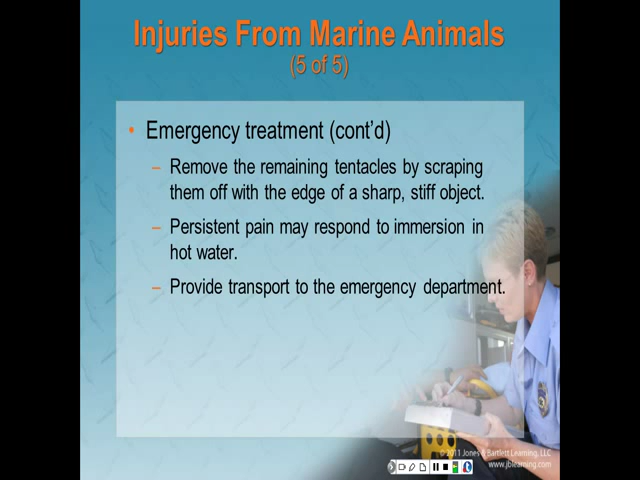 Injuries From Marine Animals
(5 of 5)
• Emergency treatment (cont'd)
– Remove the remaining tentacles by scraping
them off with the edge of a sharp, stiff object.
– Persistent pain may respond to immersion in
hot water.
– Provide transport to the emergency department.
© 2011 Jones & Bartlett Learning, LLC
www.jblearning.com